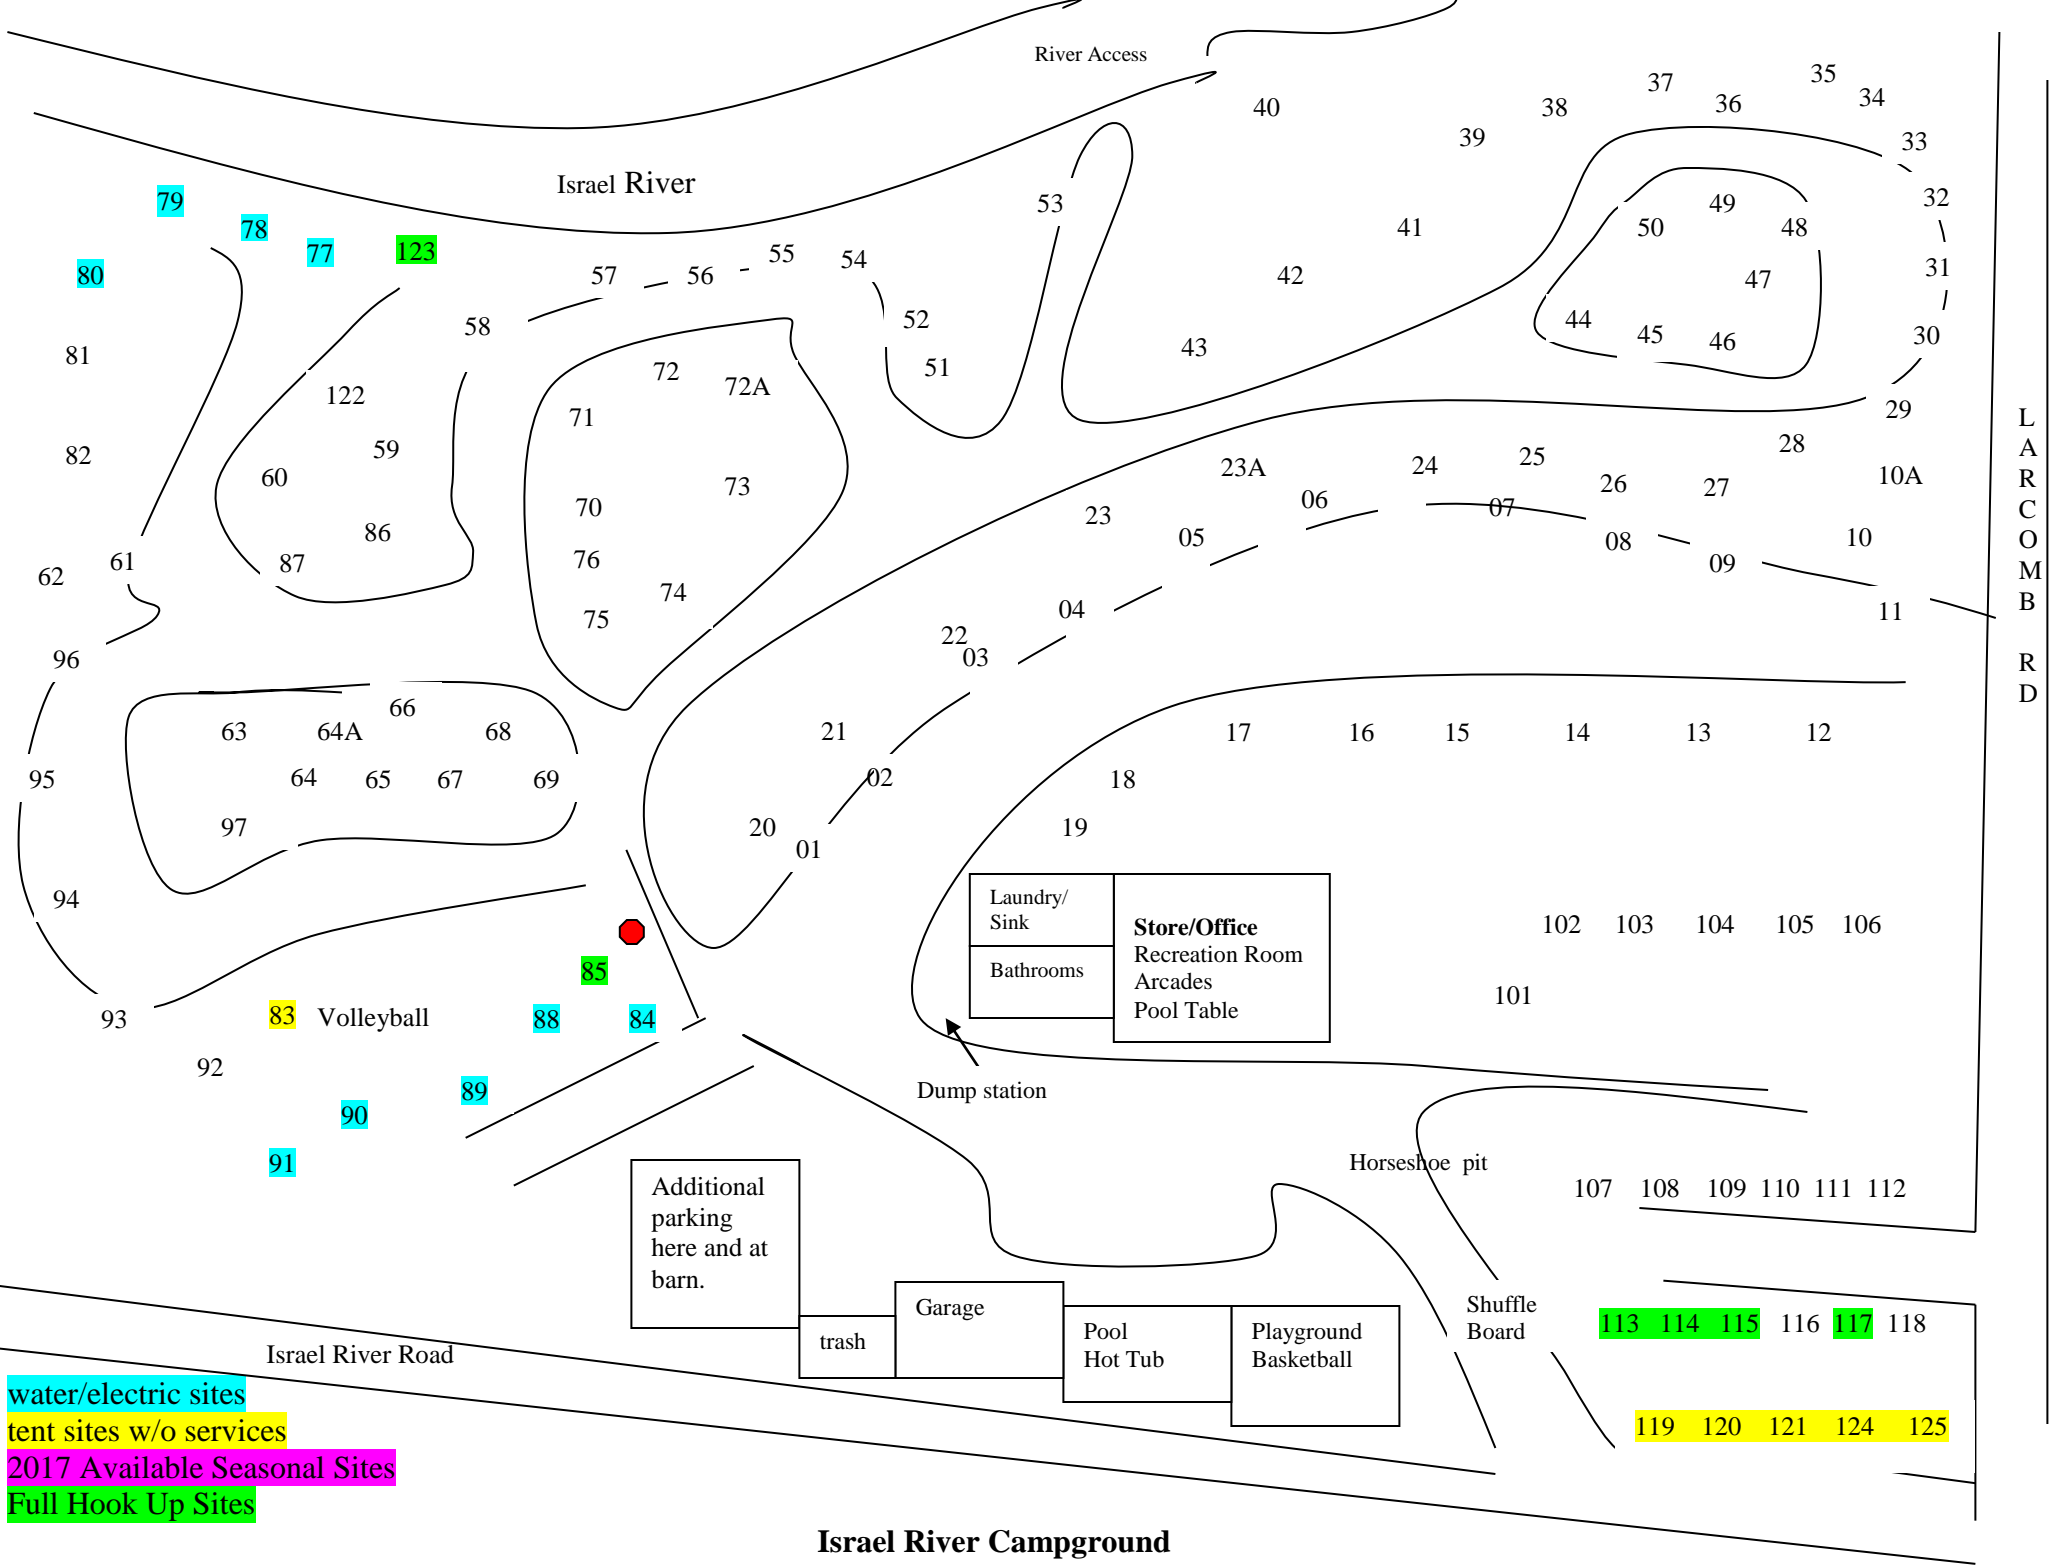 River Access
35
37
34
36
40
38
39
33
Israel River
79
53
32
49
78
41
50
48
77
123
55
54
31
80
57
56
42
47
58
52
44
45
46
30
43
81
51
72
72A
122
29
71
LARCOMB RD
28
59
82
23A
24
25
60
10A
73
26
27
06
70
07
23
86
05
08
10
76
87
61
09
62
74
04
11
75
22
03
96
66
63
64A
68
21
17
16
15
14
13
12
95
64
65
67
69
02
18
97
20
19
01
94
Laundry/
Sink
Store/Office
Recreation Room
Arcades
Pool Table
Bathrooms
102 103 104 105 106
85
101
93
83
Volleyball
88
84
92
89
Dump station
90
91
Horseshoe pit
107 108 109 110 111 112
Additional
parking
here and at
barn.
Garage
trash
Pool
Hot Tub
Playground
Basketball
Shuffle
Board
113 114 115 116 117 118
Israel River Road
119 120 121 124 125
water/electric sites
tent sites w/o services
2017 Available Seasonal Sites
Full Hook Up Sites
Israel River Campground